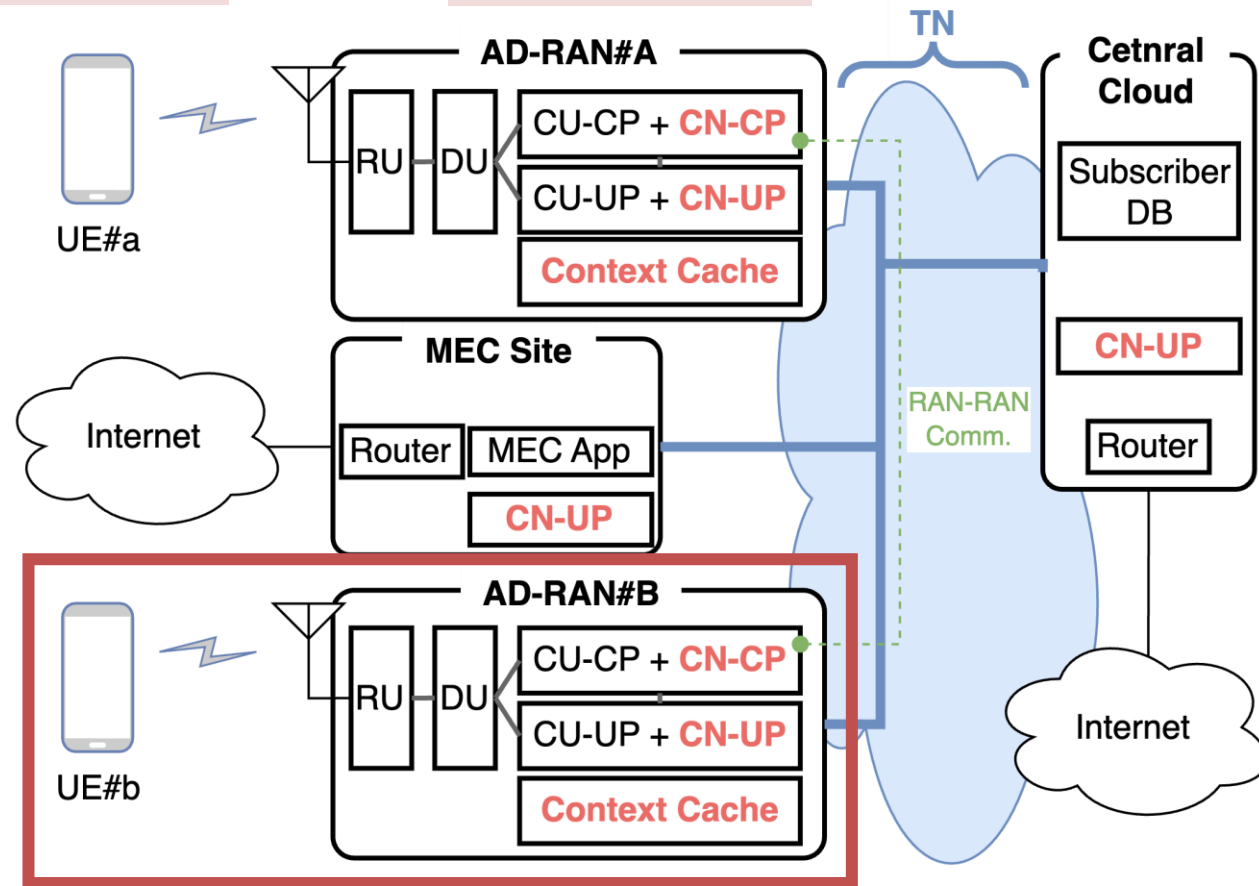 TN
AD-RAN#A
Cetnral
Cloud
RU
DU
CU-CP + CN-CP
CU-UP + CN-UP
Context Cache
UE#a
Subscriber
DB
MEC Site
CN-UP
Internet
Router
MEC App
CN-UP
RAN-RAN
Comm.
Router
AD-RAN#B
RU
DU
CU-CP + CN-CP
CU-UP + CN-UP
Context Cache
UE#b
Internet